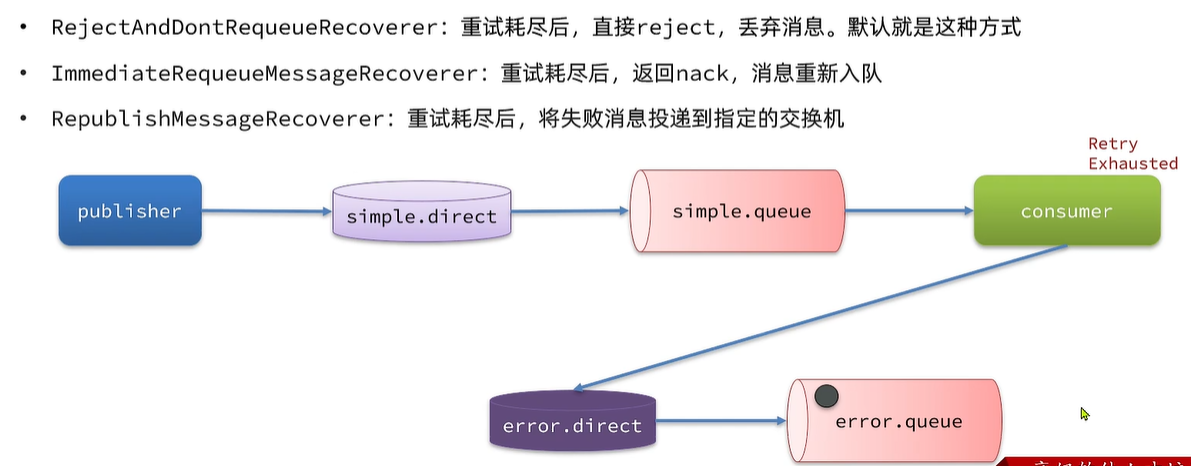 • RejectAndDontRequeueRecoverer：重试耗尽后，直接reject，丢弃消息。默认就是这种方式
• ImmediateRequeueMessageRecoverer：重试耗尽后，返回nack，消息重新入队
• RepublishMessageRecoverer：重试耗尽后，将失败消息投递到指定的交换机
Retry
Exhausted
publisher
simple.direct
simple.queue
consumer
error.direct
error.queue